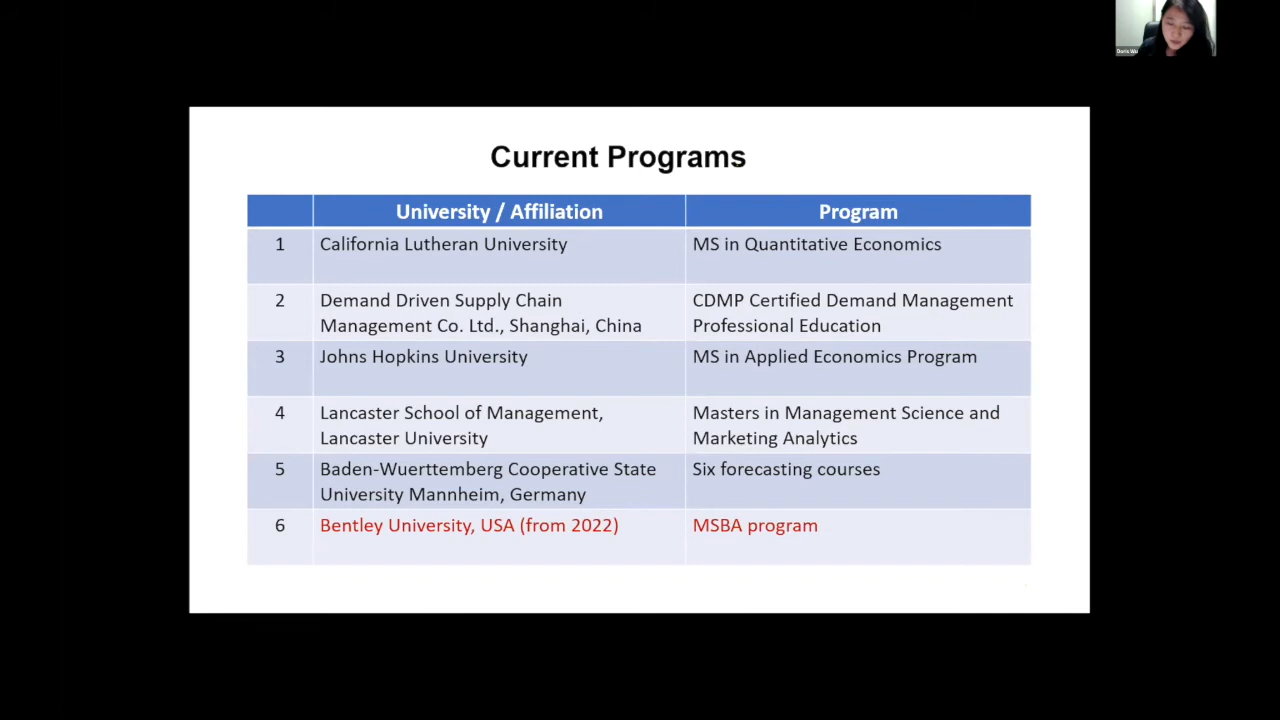 Doris Wu
Current Programs
University / Affiliation
Program
1
California Lutheran University
MS in Quantitative Economics
2
Demand Driven Supply Chain
Management Co. Ltd., Shanghai, China
CDMP Certified Demand Management
Professional Education
3
Johns Hopkins University
MS in Applied Economics Program
4
Lancaster School of Management,
Lancaster University
Masters in Management Science and
Marketing Analytics
5
Baden-Wuerttemberg Cooperative State
University Mannheim, Germany
Six forecasting courses
6
Bentley University, USA (from 2022)
MSBA program